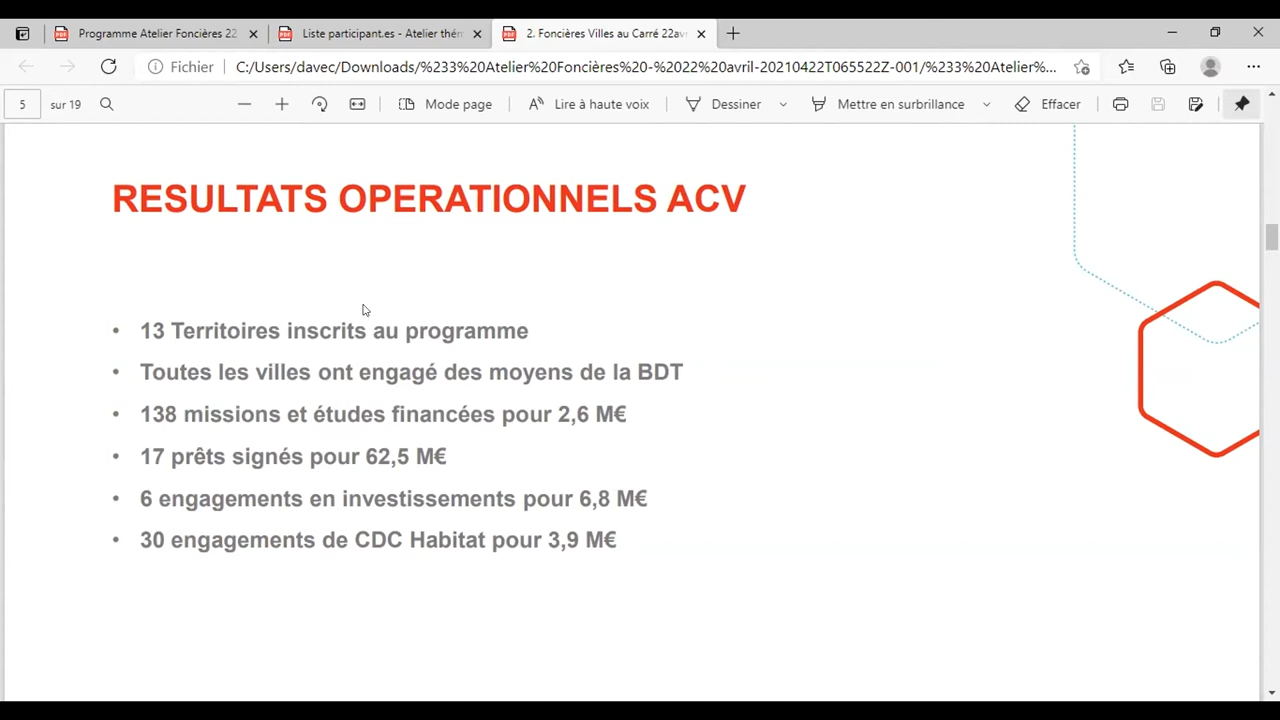 Programme Atelier Foncières 22
Liste participant.es - Atelier thém
2. Foncières Villes au Carré 22avr
Fichier
C:/Users/davec/Downloads/%233%20Atelier%20Foncières%20-%2022%20avril-20210422T065522Z-001/%233%20Atelier%...
5 sur 19
Mode page
Lire à haute voix
Dessiner
Mettre en surbrillance
Effacer
RESULTATS OPERATIONNELS ACV
• 13 Territoires inscrits au programme
• Toutes les villes ont engagé des moyens de la BDT
• 138 missions et études financées pour 2,6 M€
• 17 prêts signés pour 62,5 M€
• 6 engagements en investissements pour 6,8 M€
• 30 engagements de CDC Habitat pour 3,9 M€